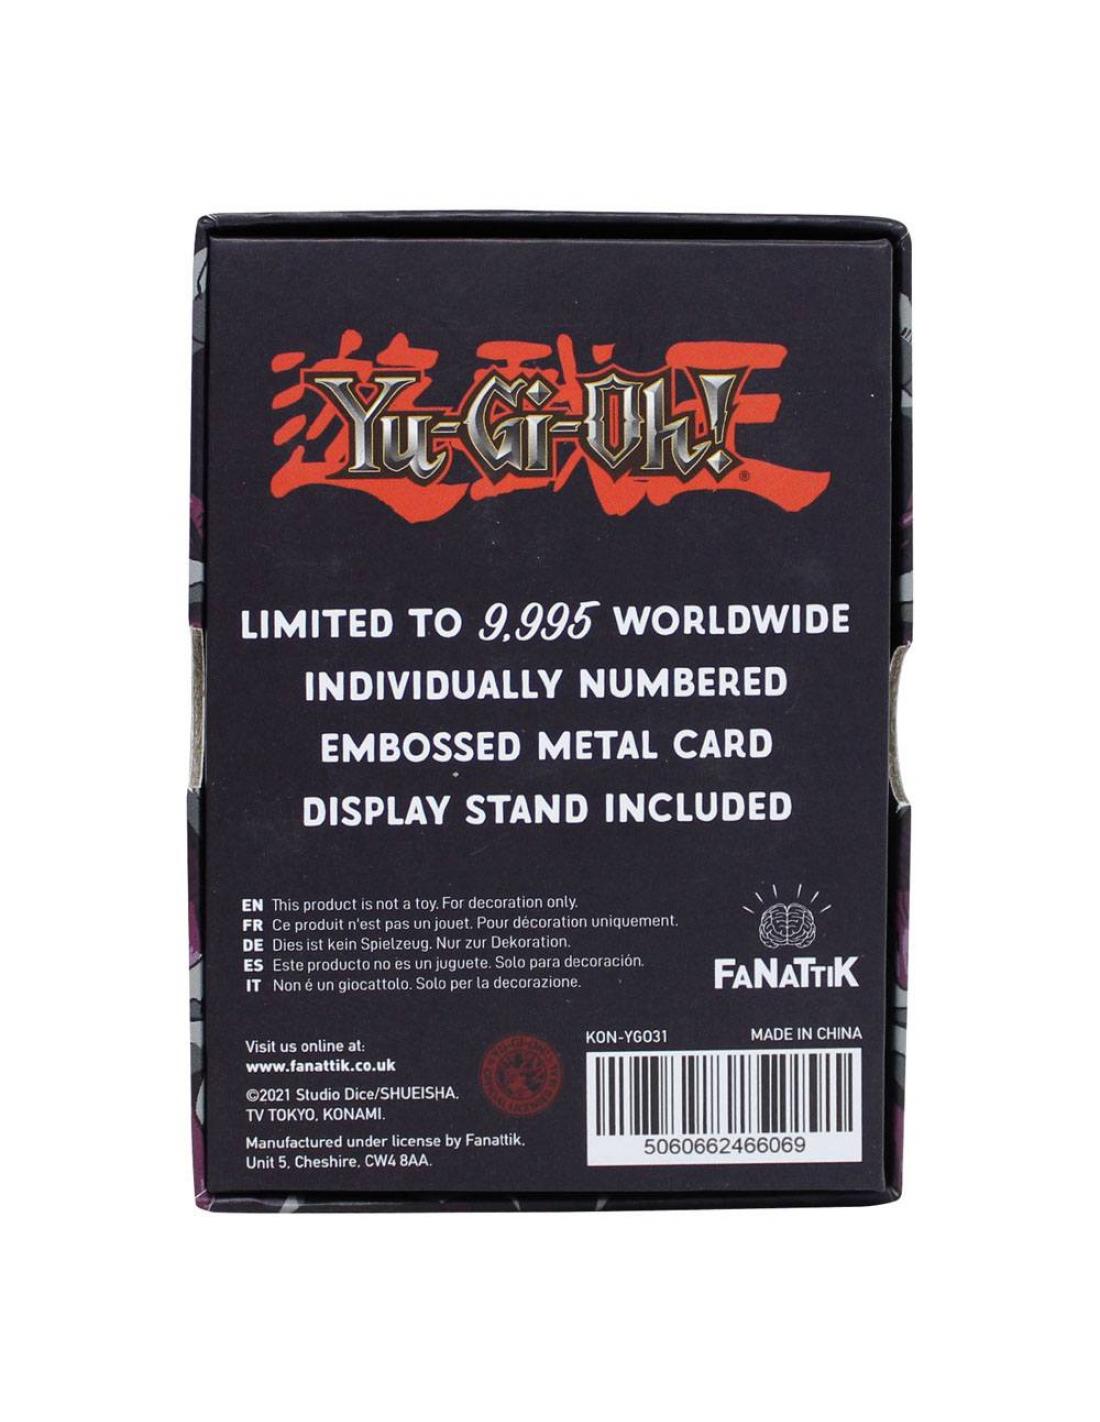 遊戯王
Yu-Gi-Oh!®
LIMITED TO 9,995 WORLDWIDE
INDIVIDUALLY NUMBERED
EMBOSSED METAL CARD
DISPLAY STAND INCLUDED
EN This product is not a toy. For decoration only.
FR Ce produit n'est pas un jouet. Pour décoration uniquement.
DE Dies ist kein Spielzeug. Nur zur Dekoration.
ES Este producto no es un juguete. Solo para decoración.
IT Non é un giocattolo. Solo per la decorazione.
FANATTIK
Visit us online at:
www.fanattik.co.uk
©2021 Studio Dice/SHUEISHA,
TV TOKYO, KONAMI.
Manufactured under license by Fanattik,
Unit 5, Cheshire, CW4 8AA.
KON-YGO31 MADE IN CHINA
5060662466069